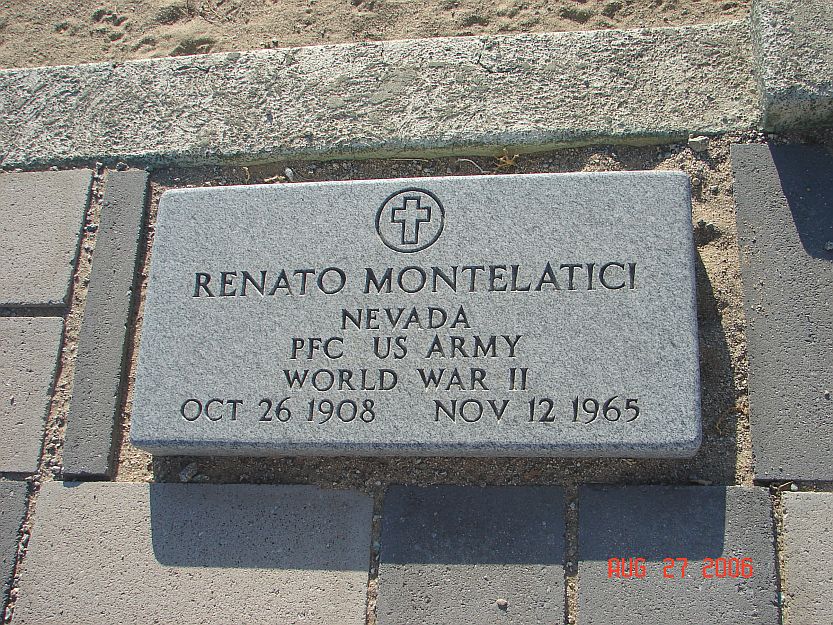 RENATO MONTELATICI
NEVADA
PFC US ARMY
WORLD WAR II
OCT 26 1908 NOV 12 1965
AUG 27 2006